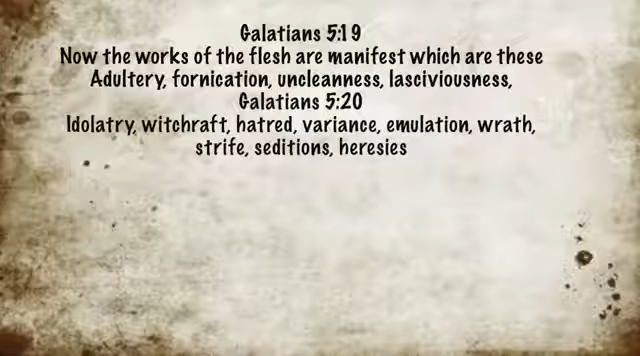 Galatians 5:19
Now the works of the flesh are manifest which are these
Adultery, fornication, uncleanness, lasciviousness,
Galatians 5:20
Idolatry, witchraft, hatred, variance, emulation, wrath,
strife, seditions, heresies